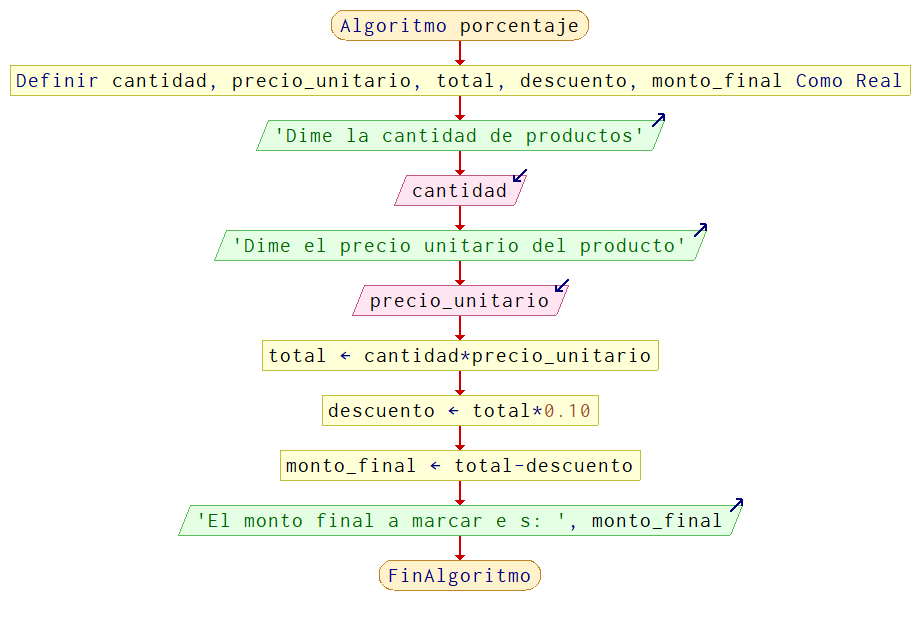 Algoritmo porcentaje
Definir cantidad, precio_unitario, total, descuento, monto_final Como Real
'Dime la cantidad de productos'
cantidad
'Dime el precio unitario del producto'
precio_unitario
total ← cantidad*precio_unitario
descuento ← total*0.10
monto_final ← total-descuento
'El monto final a marcar e s: ', monto_final
FinAlgoritmo